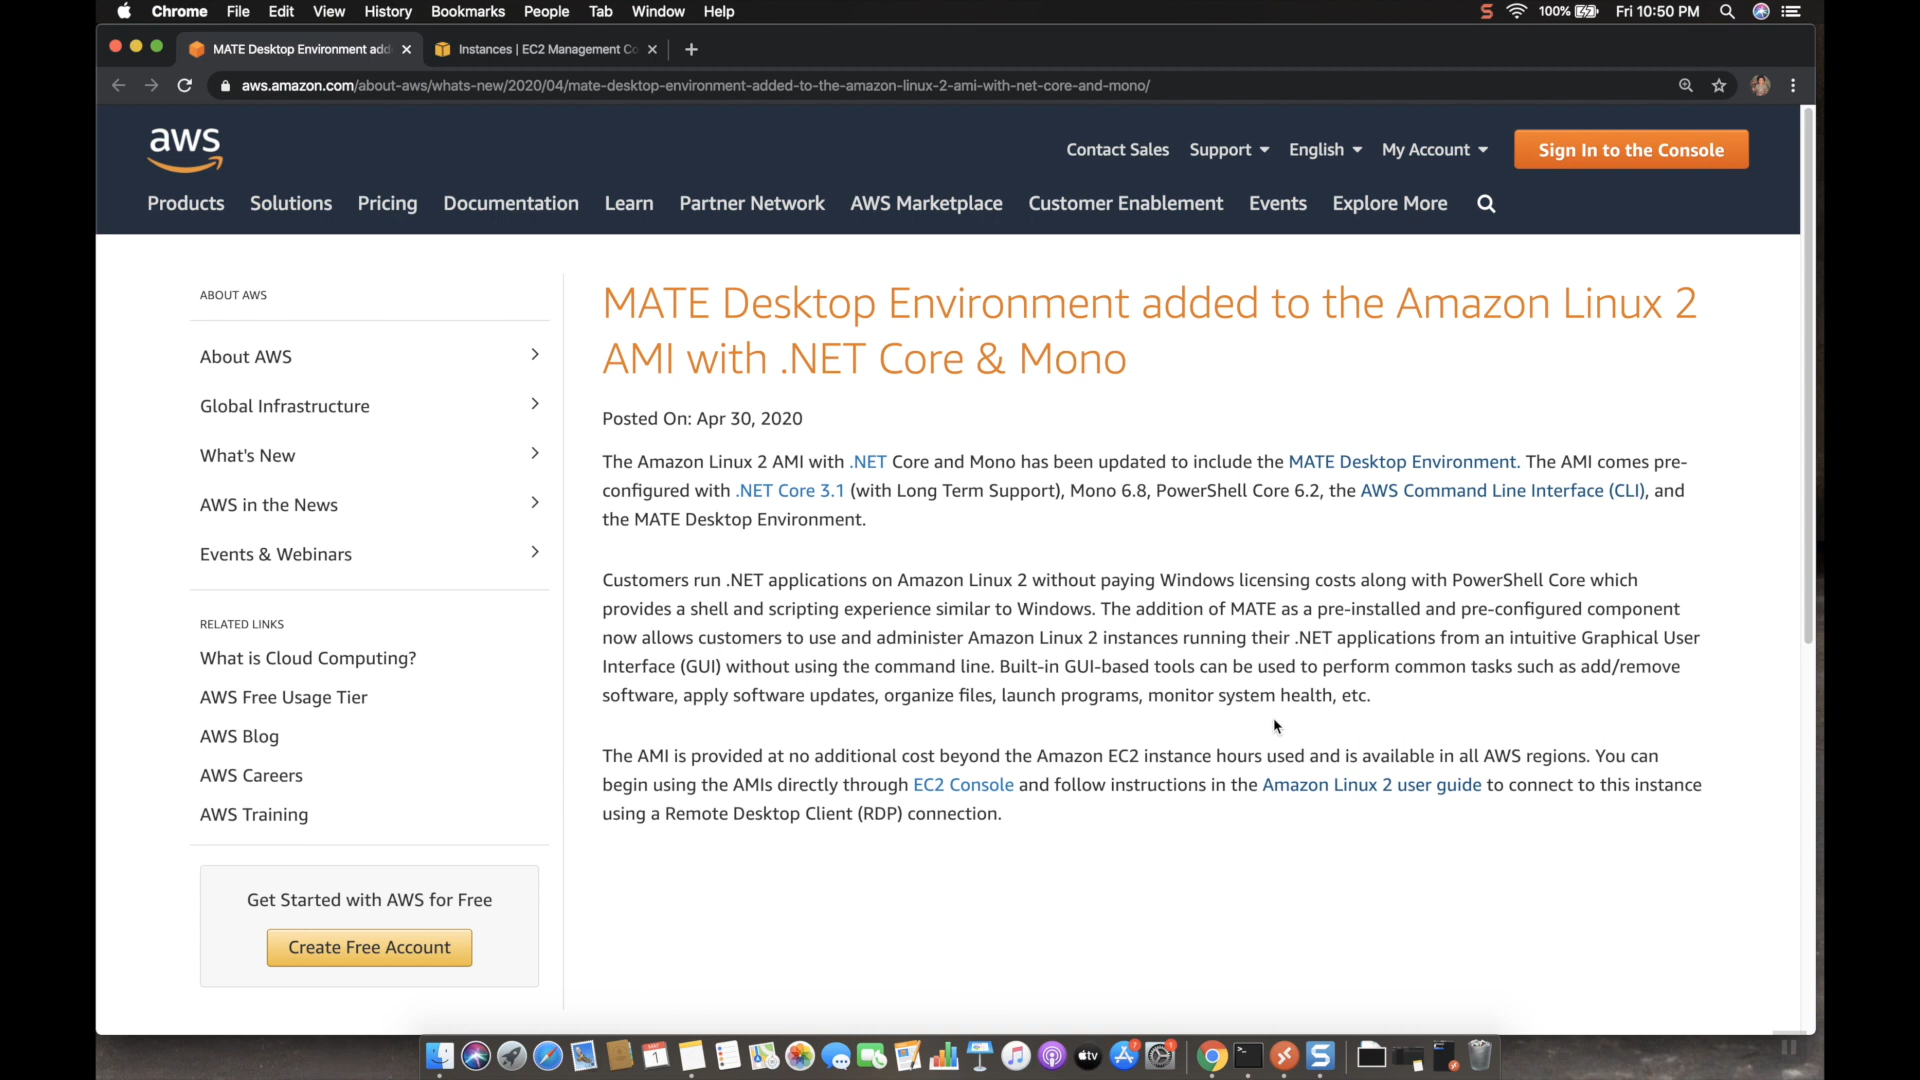 Chrome File Edit View History Bookmarks People Tab Window Help
100% Fri 10:50 PM
MATE Desktop Environment add
Instances | EC2 Management Co
aws.amazon.com/about-aws/whats-new/2020/04/mate-desktop-environment-added-to-the-amazon-linux-2-ami-with-net-core-and-mono/
aws
Contact Sales Support English My Account Sign In to the Console
Products Solutions Pricing Documentation Learn Partner Network AWS Marketplace Customer Enablement Events Explore More
ABOUT AWS
About AWS
Global Infrastructure
What's New
AWS in the News
Events & Webinars
RELATED LINKS
What is Cloud Computing?
AWS Free Usage Tier
AWS Blog
AWS Careers
AWS Training
Get Started with AWS for Free
Create Free Account
MATE Desktop Environment added to the Amazon Linux 2
AMI with .NET Core & Mono
Posted On: Apr 30, 2020
The Amazon Linux 2 AMI with .NET Core and Mono has been updated to include the MATE Desktop Environment. The AMI comes pre-
configured with .NET Core 3.1 (with Long Term Support), Mono 6.8, PowerShell Core 6.2, the AWS Command Line Interface (CLI), and
the MATE Desktop Environment.
Customers run .NET applications on Amazon Linux 2 without paying Windows licensing costs along with PowerShell Core which
provides a shell and scripting experience similar to Windows. The addition of MATE as a pre-installed and pre-configured component
now allows customers to use and administer Amazon Linux 2 instances running their .NET applications from an intuitive Graphical User
Interface (GUI) without using the command line. Built-in GUI-based tools can be used to perform common tasks such as add/remove
software, apply software updates, organize files, launch programs, monitor system health, etc.
The AMI is provided at no additional cost beyond the Amazon EC2 instance hours used and is available in all AWS regions. You can
begin using the AMIs directly through EC2 Console and follow instructions in the Amazon Linux 2 user guide to connect to this instance
using a Remote Desktop Client (RDP) connection.